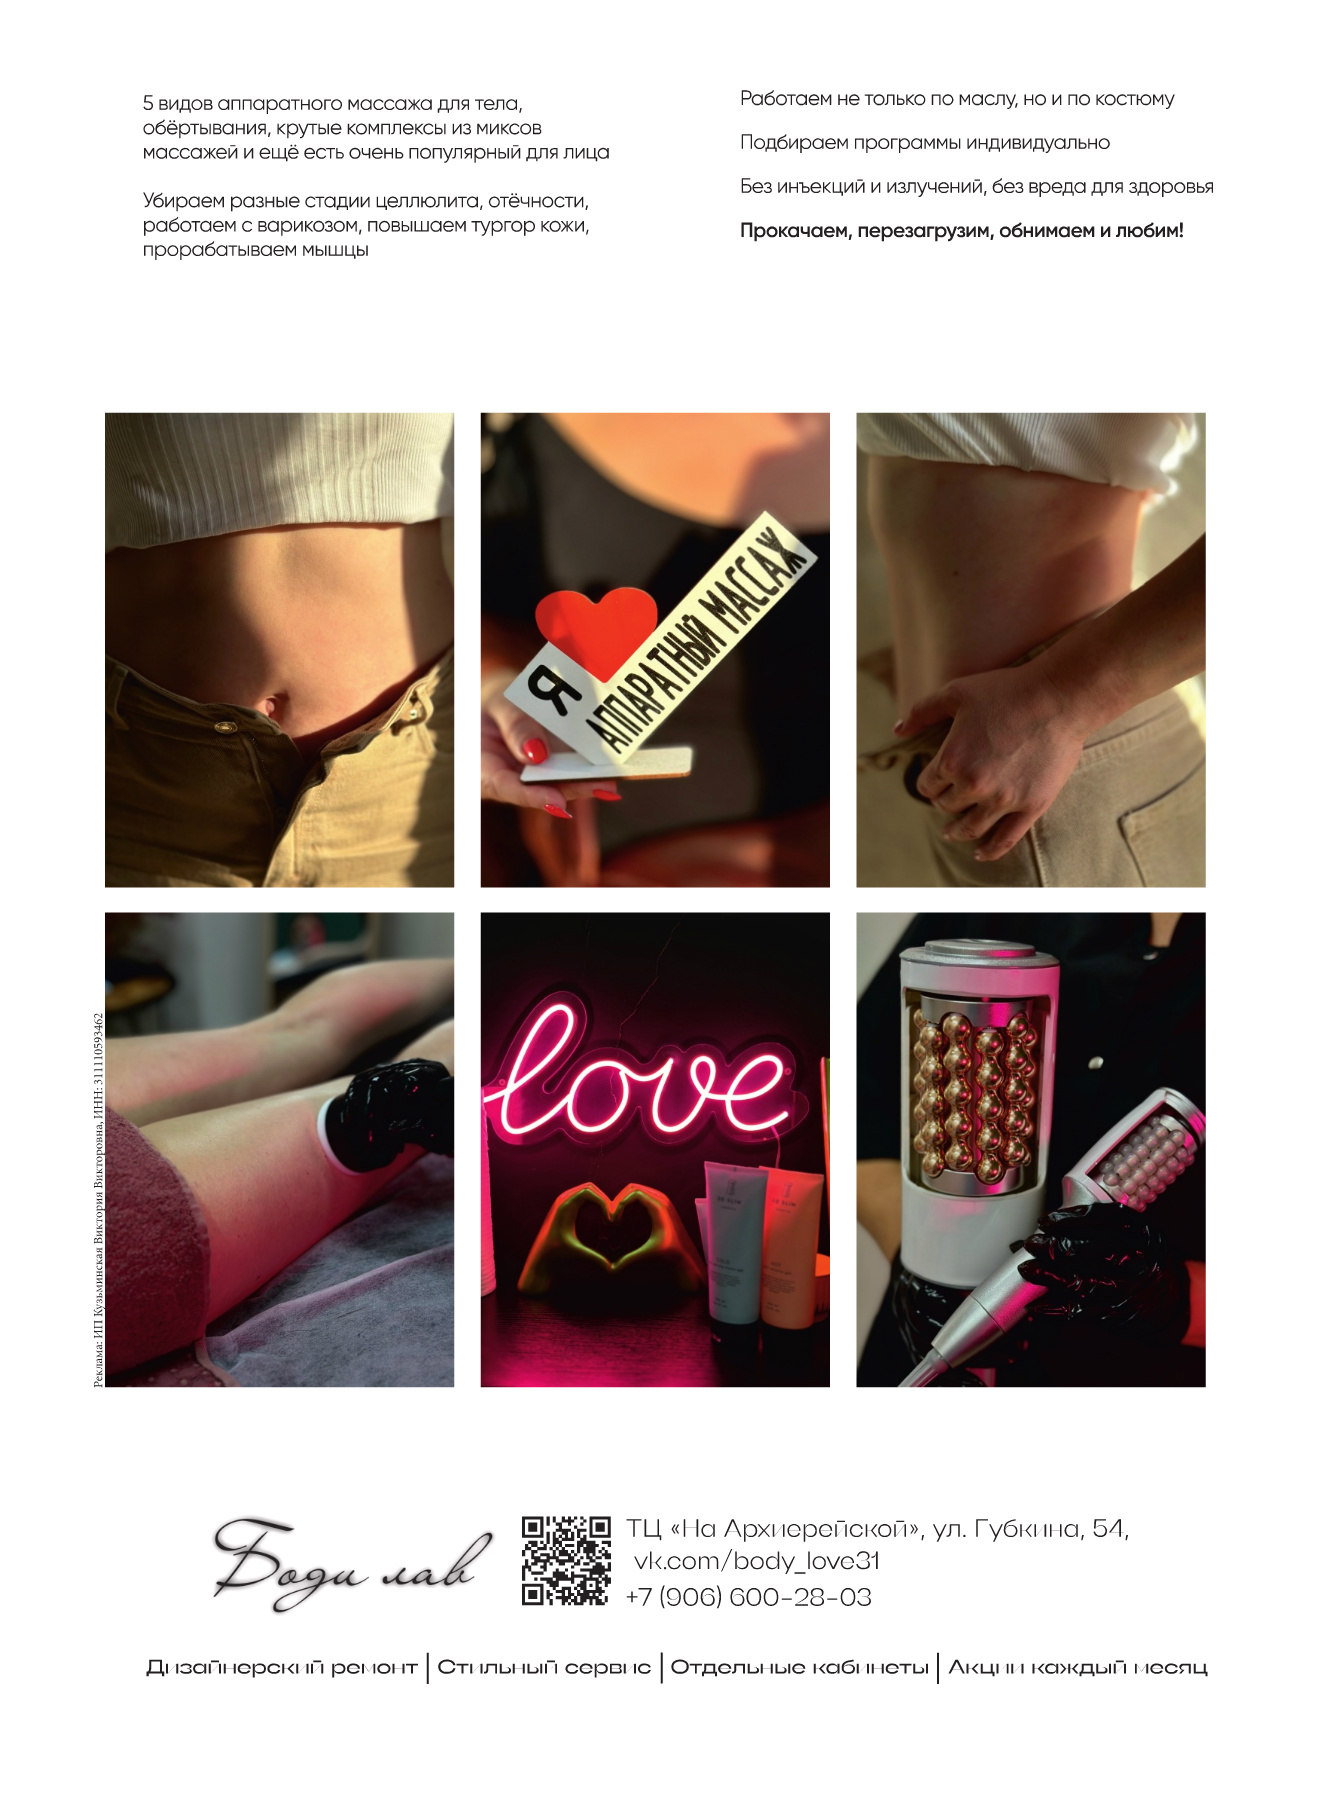 5 видов аппаратного массажа для тела,
обёртывания, крутые комплексы из миксов
массажей и ещё есть очень популярный для лица
Убираем разные стадии целлюлита, отёчности,
работаем с варикозом, повышаем тургор кожи,
прорабатываем мышцы
Работаем не только по маслу, но и по костюму
Подбираем программы индивидуально
Без инъекций и излучений, без вреда для здоровья
Прокачаем, перезагрузим, обнимаем и любим!
Я
АППАРАТНЫЙ МАССАЖ
Реклама: ИП Кузьминская Виктория Викторовна, ИНН: 311110593462
love
Боди лав
ТЦ «На Архиерейской», ул. Губкина, 54,
vk.com/body_love31
+7 (906) 600-28-03
Дизайнерский ремонт | Стильный сервис | Отдельные кабинеты | Акции каждый месяц